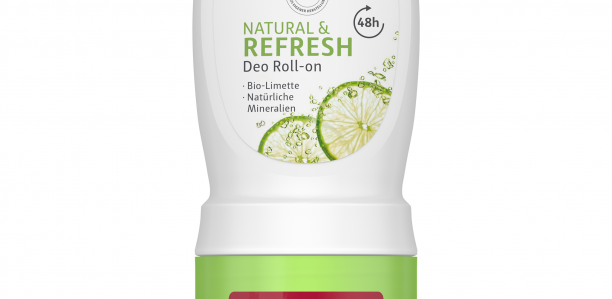 NATURAL &
48h
REFRESH
Deo Roll-on
· Bio-Limette
· Natürliche
Mineralien